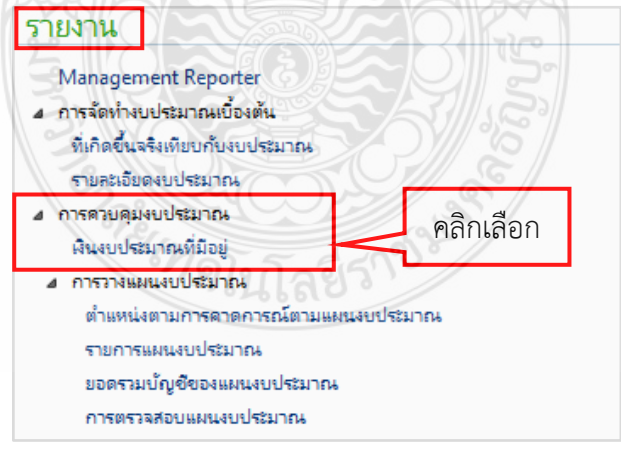 รายงาน
Management Reporter
การจัดทำงบประมาณเบื้องต้น
ที่เกิดขึ้นจริงเทียบกับงบประมาณ
รายละเอียดงบประมาณ
การควบคุมงบประมาณ
เงินงบประมาณที่มีอยู่
คลิกเลือก
การวางแผนงบประมาณ
ตำแหน่งตามการคาดการณ์ตามแผนงบประมาณ
รายการแผนงบประมาณ
ยอดรวมบัญชีของแผนงบประมาณ
การตรวจสอบแผนงบประมาณ